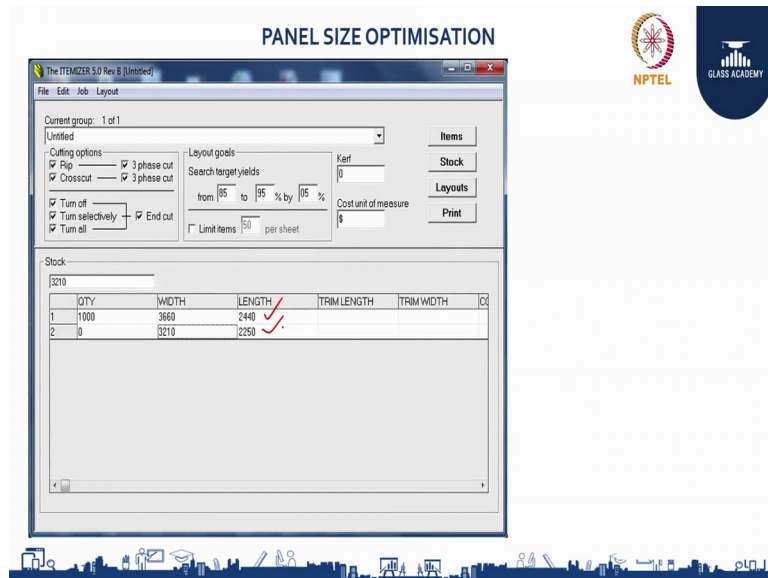 PANEL SIZE OPTIMISATION
NPTEL
GLASS ACADEMY
The ITEMIZER 5.0 Rev B [Untitled]
File Edit Job Layout
Current group: 1 of 1
Untitled
Items
Cutting options
Rip 3 phase cut
Crosscut 3 phase cut
Turn off
Turn selectively End cut
Turn all
Layout goals
Search target yields
from 85 to 95 % by 05 %
Limit items 50 per sheet
Kerf
0
Cost unit of measure
$
Stock
Layouts
Print
Stock
3210
QTY WIDTH LENGTH TRIM LENGTH TRIM WIDTH CO
1 1000 3660 2440
2 0 3210 2250